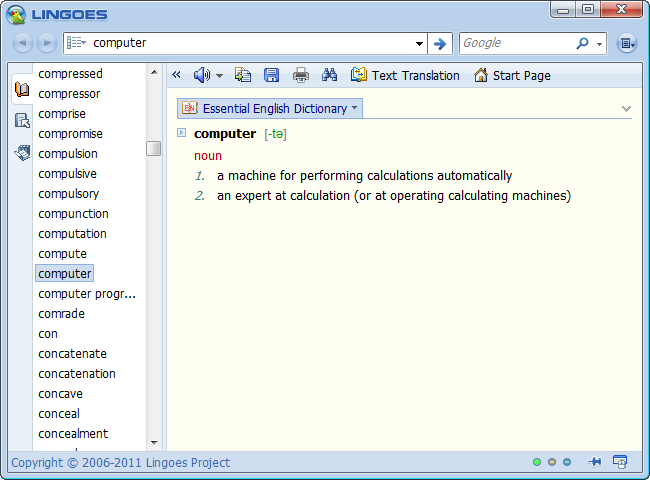 LINGOES
computer
Google
Text Translation
Start Page
compressed
compressor
comprise
compromise
compulsion
compulsive
compulsory
compunction
computation
compute
computer
computer progr...
comrade
con
concatenate
concatenation
concave
conceal
concealment
EN Essential English Dictionary
computer [-tə]
noun
1. a machine for performing calculations automatically
2. an expert at calculation (or at operating calculating machines)
Copyright © 2006-2011 Lingoes Project